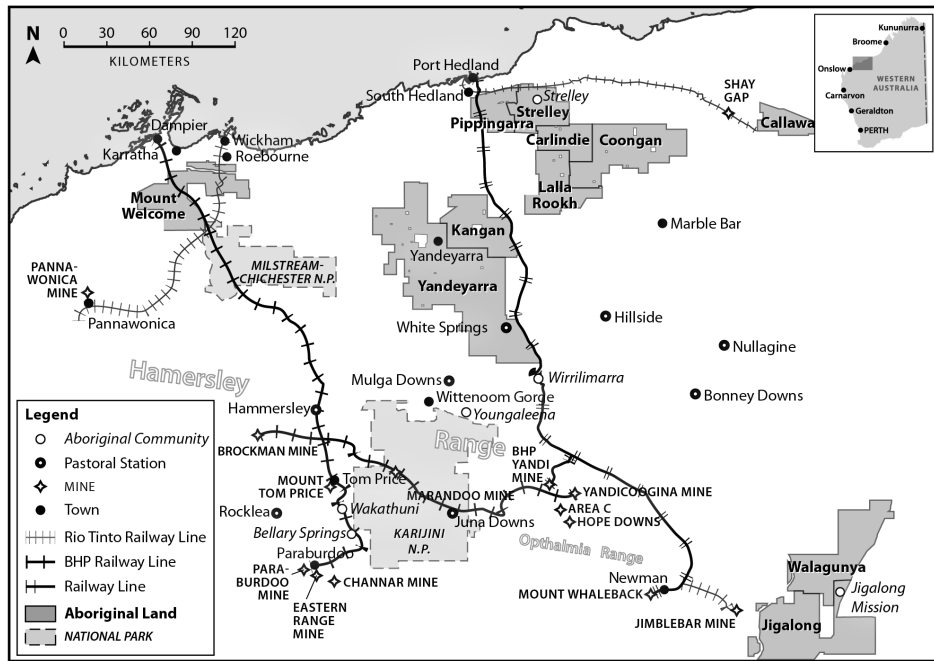 N
0 30 60 90 120
KILOMETERS
Port Hedland
South Hedland
Strelley
Strelley
Pippingarra
SHAY
GAP
Callawa
Carlindie
Coongan
Lalla
Rookh
Kununurra
Broome
Onslow
WESTERN
AUSTRALIA
Carnarvon
Geraldton
PERTH
Dampier
Wickham
Karratha
Roebourne
Mount
Welcome
Kangan
Marble Bar
Yandeyarra
MILSTREAM-
CHICHESTER N.P.
PANNA-
WONICA
MINE
Yandeyarra
Pannawonica
White Springs
Hillside
Nullagine
Hamersley
Mulga Downs
Wirrilimarra
Wittenoom Gorge
Bonney Downs
Youngaleena
Hammersley
Range
BROCKMAN MINE
BHP
YANDI
MINE
MOUNT
TOM PRICE
Tom Price
MARANDOO MINE
YANDICOOGINA MINE
Rocklea
Wakathuni
Juna Downs
AREA C
HOPE DOWNS
Bellary Springs
KARIJINI
N.P.
Opthalmia Range
Paraburdoo
PARA-
BURDOO
MINE
CHANNAR MINE
EASTERN
RANGE
MINE
Newman
MOUNT WHALEBACK
JIMBLEBAR MINE
Walagunya
Jigalong
Mission
Jigalong
Legend
Aboriginal Community
Pastoral Station
MINE
Town
Rio Tinto Railway Line
BHP Railway Line
Railway Line
Aboriginal Land
NATIONAL PARK